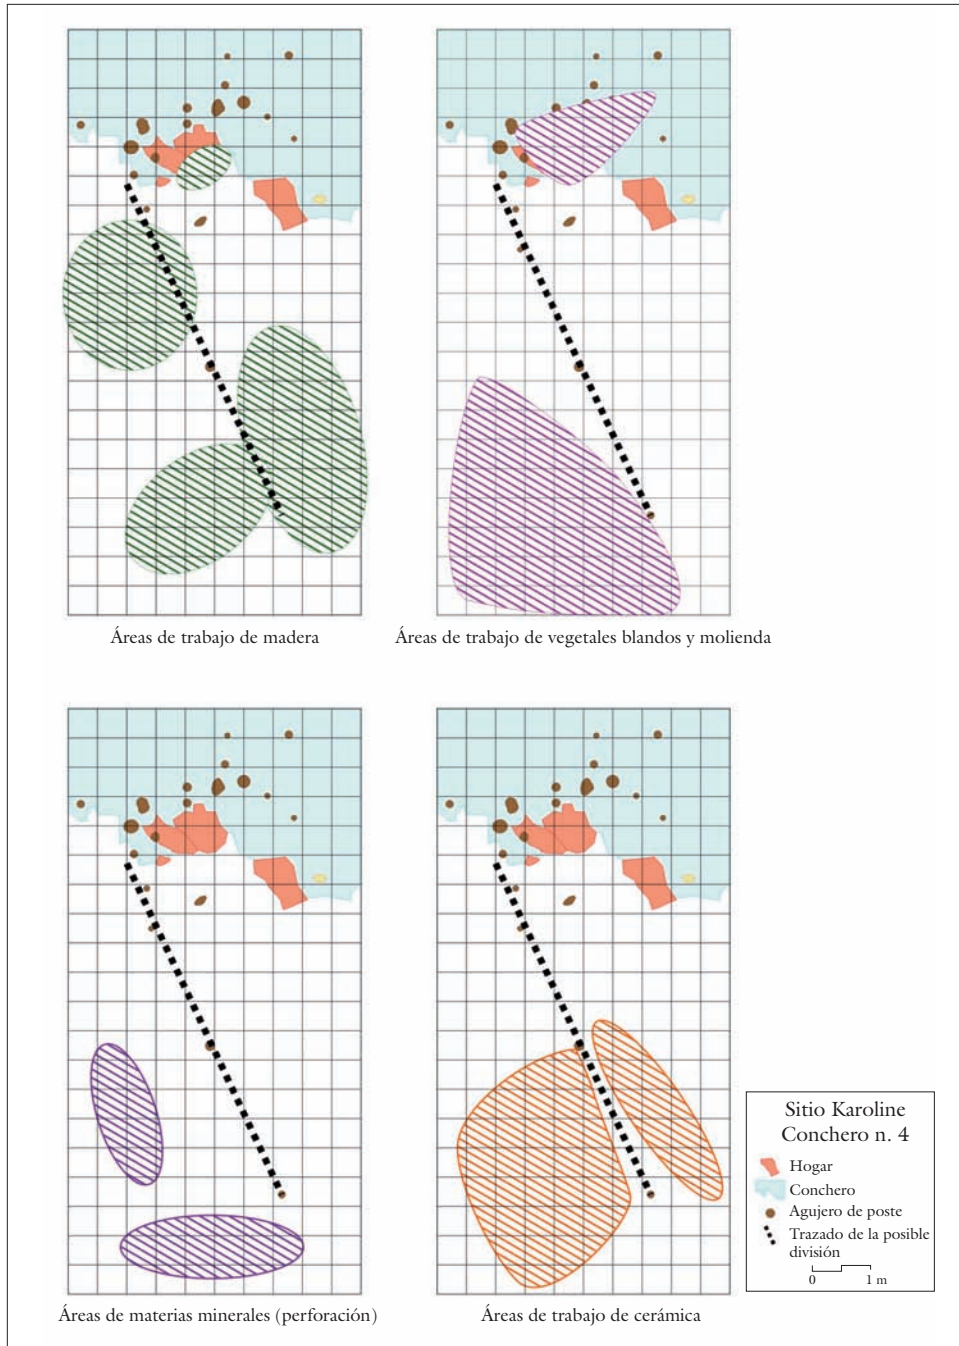 Áreas de trabajo de madera
Áreas de trabajo de vegetales blandos y molienda
Áreas de materias minerales (perforación)
Áreas de trabajo de cerámica
Sitio Karoline
Conchero n. 4
Hogar
Conchero
Agujero de poste
Trazado de la posible
división
0 1 m